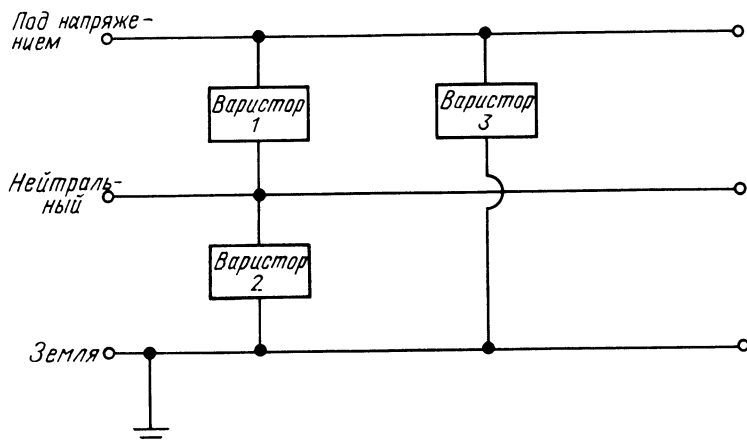 Под напряже-
нием
Варистор
1
Варистор
3
Нейтраль-
ный
Варистор
2
Земля